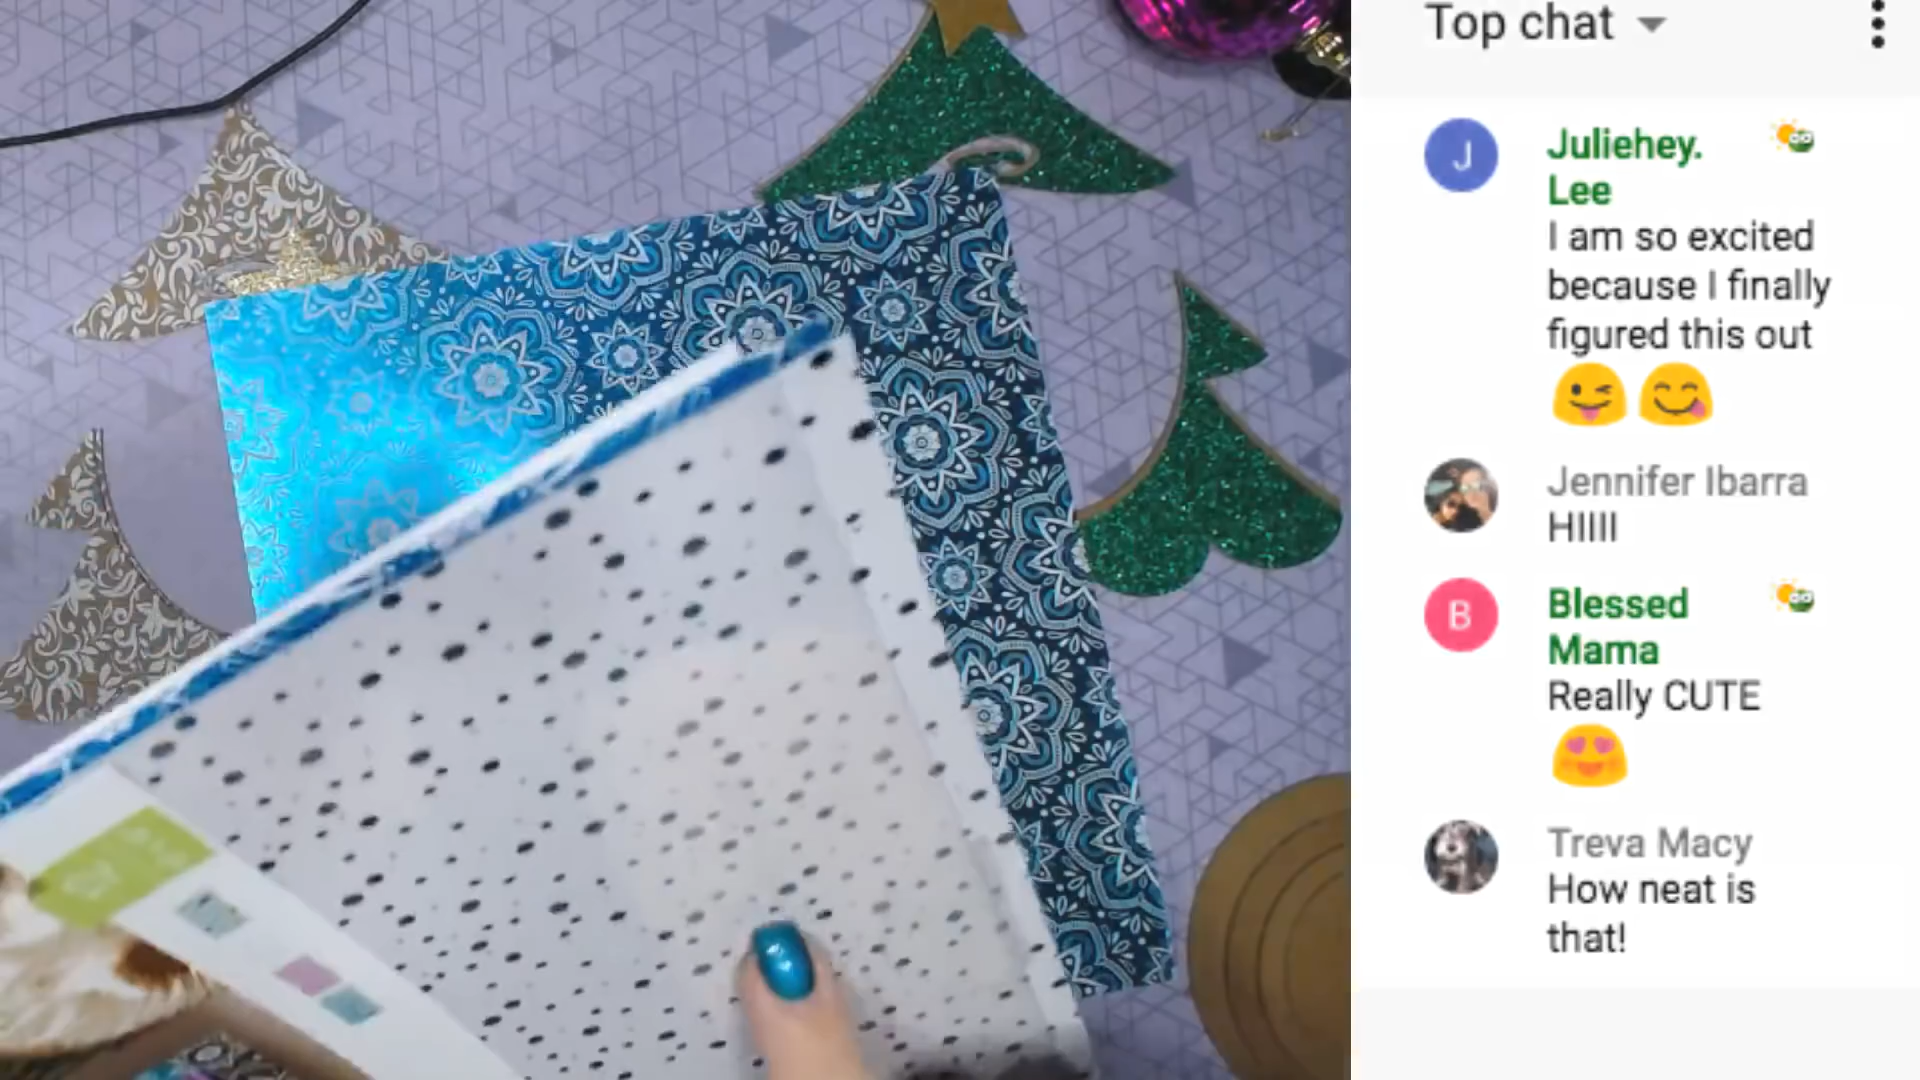 Top chat
Juliehey.
Lee
I am so excited
because I finally
figured this out
😜😋
Jennifer Ibarra
HIIII
Blessed
Mama
Really CUTE
😍
Treva Macy
How neat is
that!
J
B